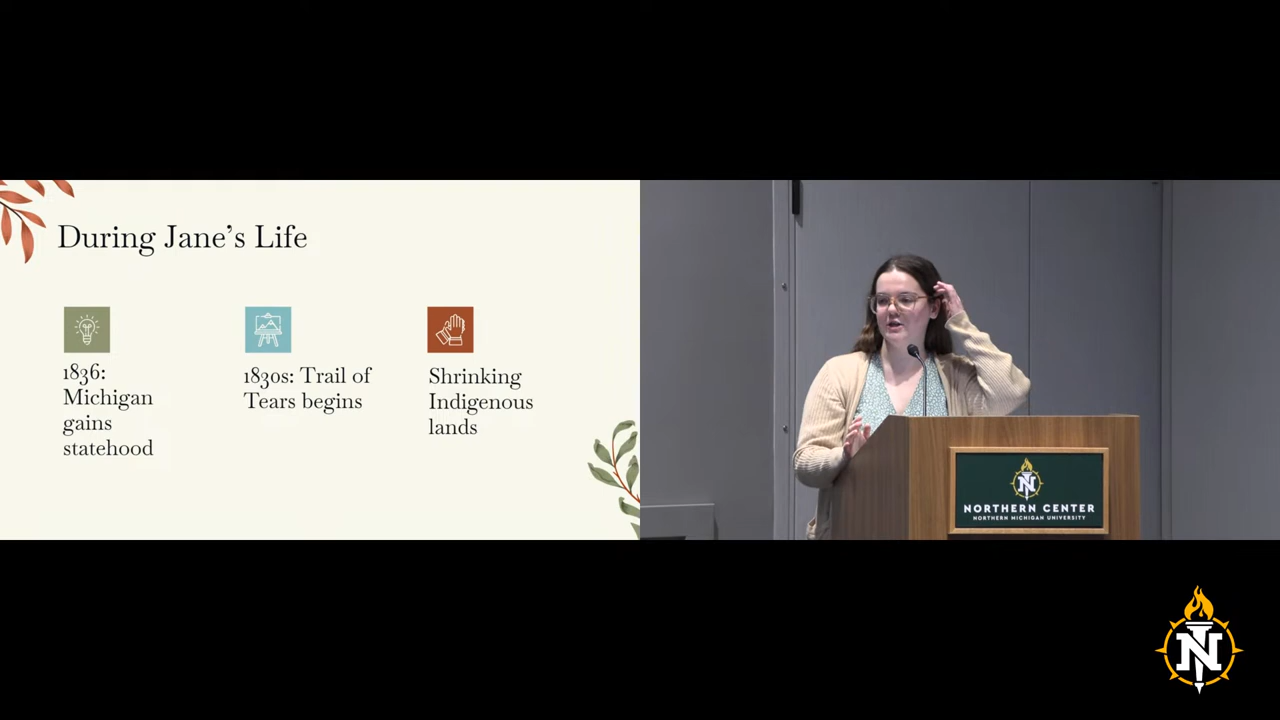 During Jane's Life
1836:
Michigan
gains
statehood
1830s: Trail of
Tears begins
Shrinking
Indigenous
lands
N
NORTHERN CENTER
NORTHERN MICHIGAN UNIVERSITY
N